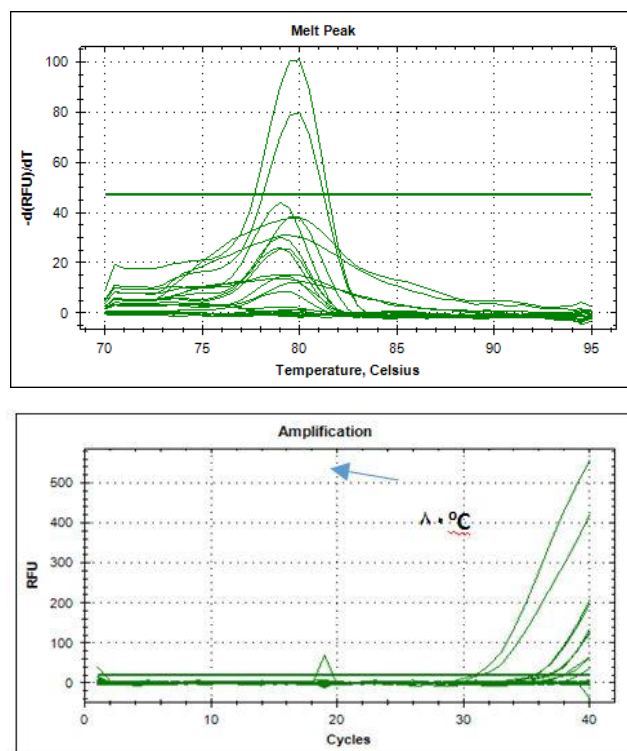 Melt Peak
-d(RFU)/dT
100
80
60
40
20
0
70 75 80 85 90 95
Temperature, Celsius
Amplification
RFU
500
400
300
200
100
0
٨٠ ºC
0 10 20 30 40
Cycles